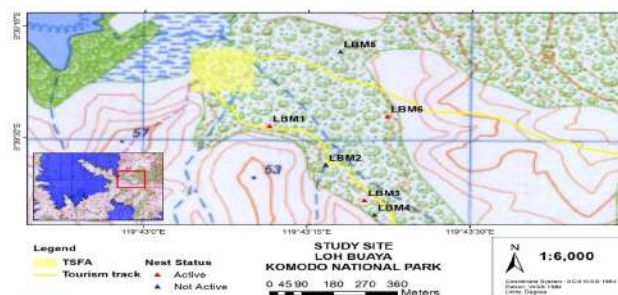 LBM5
LBM6
LBM1
57
LBM2
53
LBM3
LBM4
119°43'0"E
119°43'15"E
119°43'30"E
Legend
TSFA
Tourism track
Nest Status
Active
Not Active
STUDY SITE
LOH BUAYA
KOMODO NATIONAL PARK
0 45 90 180 270 360
Meters
N
1:6,000